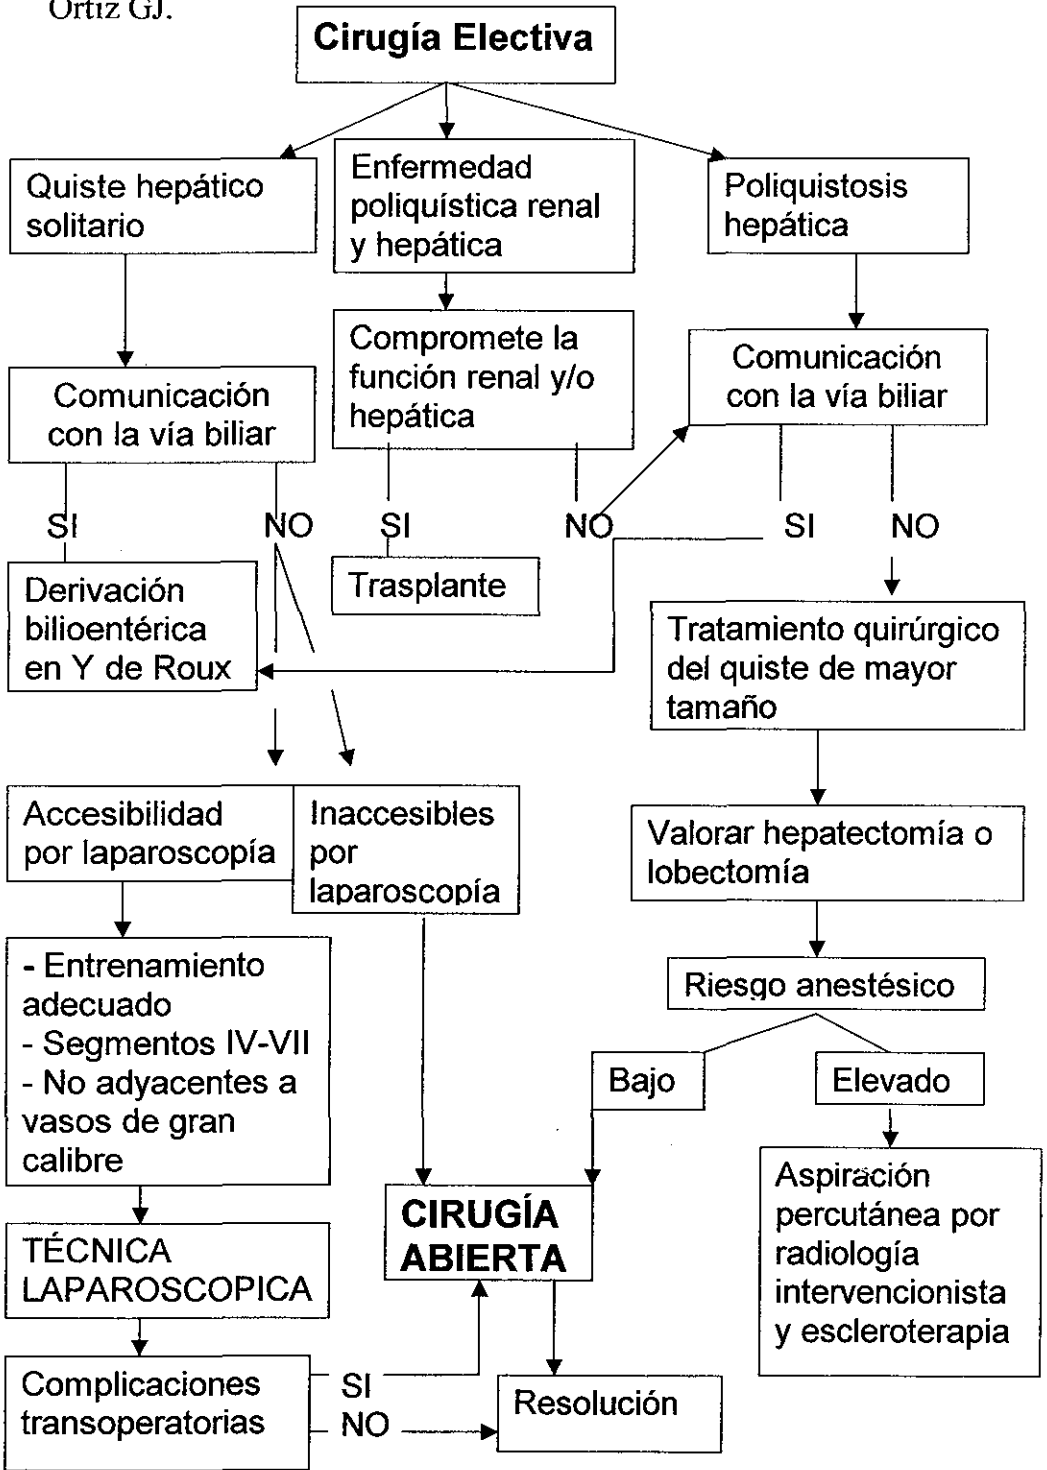 Ortiz GJ.
Cirugía Electiva
Quiste hepático
solitario
Enfermedad
poliquística renal
y hepática
Poliquistosis
hepática
Comunicación
con la vía biliar
Compromete la
función renal y/o
hepática
Comunicación
con la vía biliar
SI
NO
SI
NO
SI
NO
Derivación
bilioentérica
en Y de Roux
Trasplante
Tratamiento quirúrgico
del quiste de mayor
tamaño
Accesibilidad
por laparoscopía
Inaccesibles
por
laparoscopía
Valorar hepatectomía o
lobectomía
- Entrenamiento
adecuado
- Segmentos IV-VII
- No adyacentes a
vasos de gran
calibre
Riesgo anestésico
Bajo
Elevado
CIRUGÍA
ABIERTA
Aspiración
percutánea por
radiología
intervencionista
y escleroterapia
TÉCNICA
LAPAROSCOPICA
Complicaciones
transoperatorias
SI
NO
Resolución